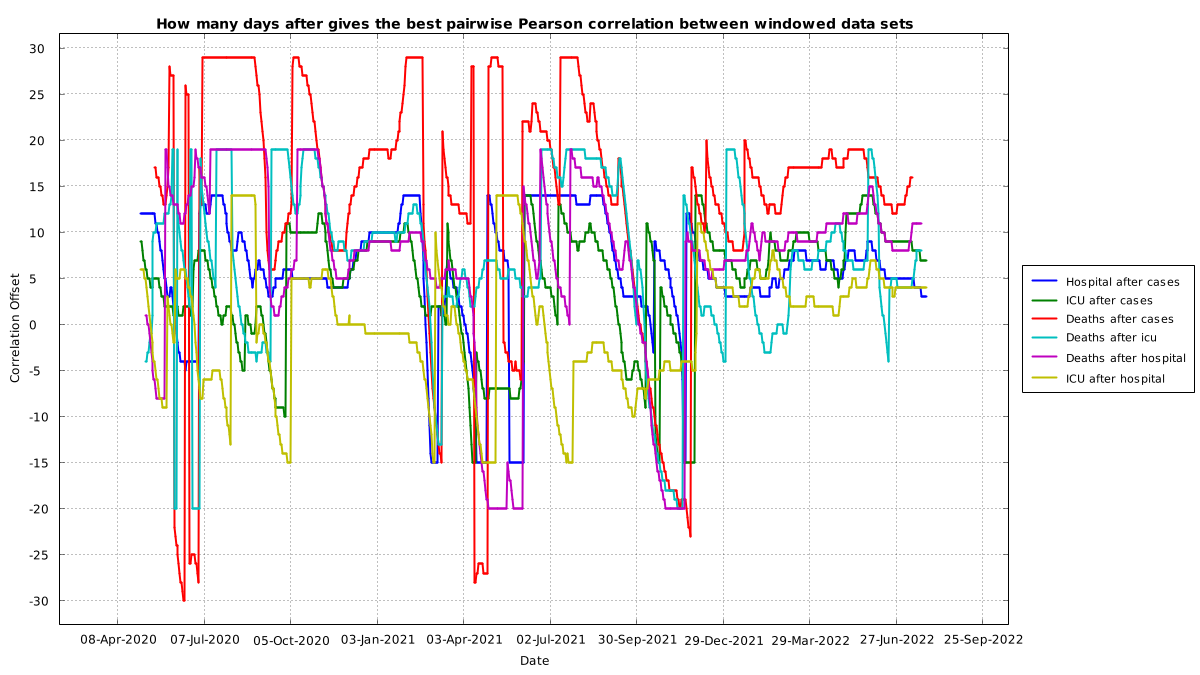 How many days after gives the best pairwise Pearson correlation between windowed data sets
30
25
20
15
10
5
0
-5
-10
-15
-20
-25
-30
Correlation Offset
08-Apr-2020 07-Jul-2020 05-Oct-2020 03-Jan-2021 03-Apr-2021 02-Jul-2021 30-Sep-2021 29-Dec-2021 29-Mar-2022 27-Jun-2022 25-Sep-2022
Date
Hospital after cases
ICU after cases
Deaths after cases
Deaths after icu
Deaths after hospital
ICU after hospital